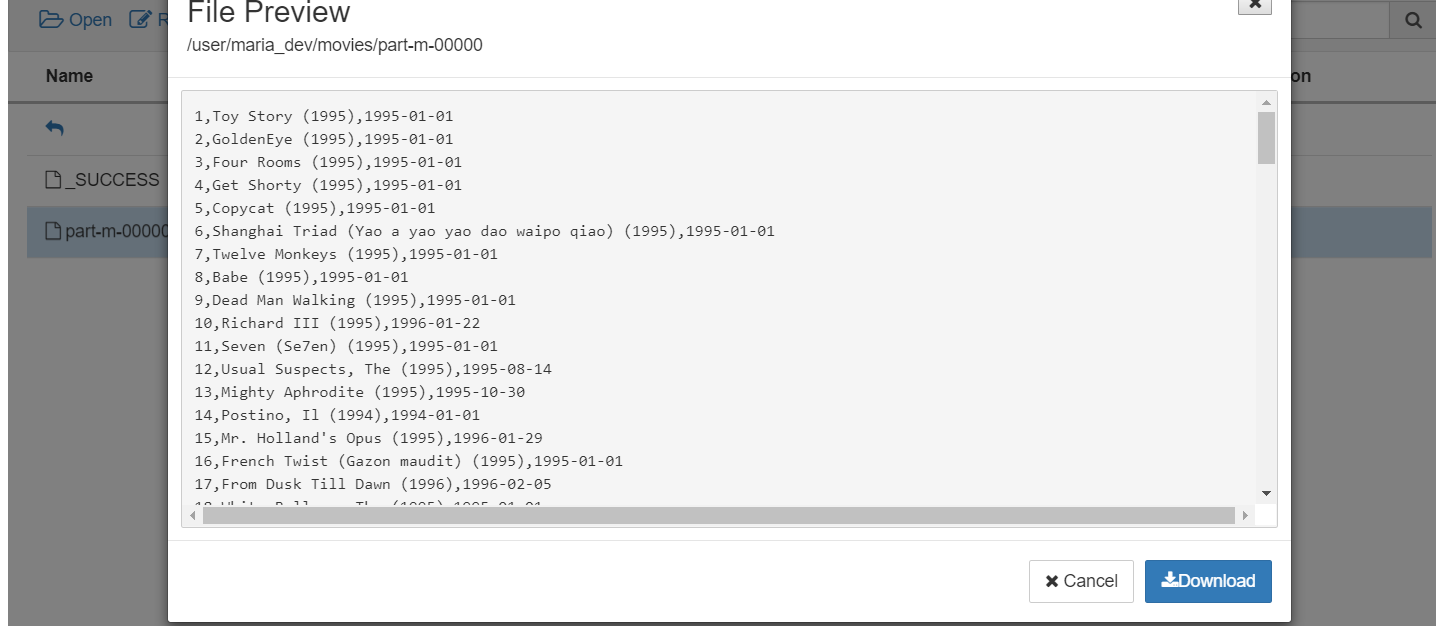 Open
File Preview
/user/maria_dev/movies/part-m-00000
Name
1,Toy Story (1995),1995-01-01
2,GoldenEye (1995),1995-01-01
3,Four Rooms (1995),1995-01-01
4,Get Shorty (1995),1995-01-01
_SUCCESS
5,Copycat (1995),1995-01-01
6,Shanghai Triad (Yao a yao yao dao waipo qiao) (1995),1995-01-01
part-m-00000
7,Twelve Monkeys (1995),1995-01-01
8,Babe (1995),1995-01-01
9,Dead Man Walking (1995),1995-01-01
10,Richard III (1995),1996-01-22
11,Seven (Se7en) (1995),1995-01-01
12,Usual Suspects, The (1995),1995-08-14
13,Mighty Aphrodite (1995),1995-10-30
14,Postino, Il (1994),1994-01-01
15,Mr. Holland's Opus (1995),1996-01-29
16,French Twist (Gazon maudit) (1995),1995-01-01
17,From Dusk Till Dawn (1996),1996-02-05
Cancel
Download